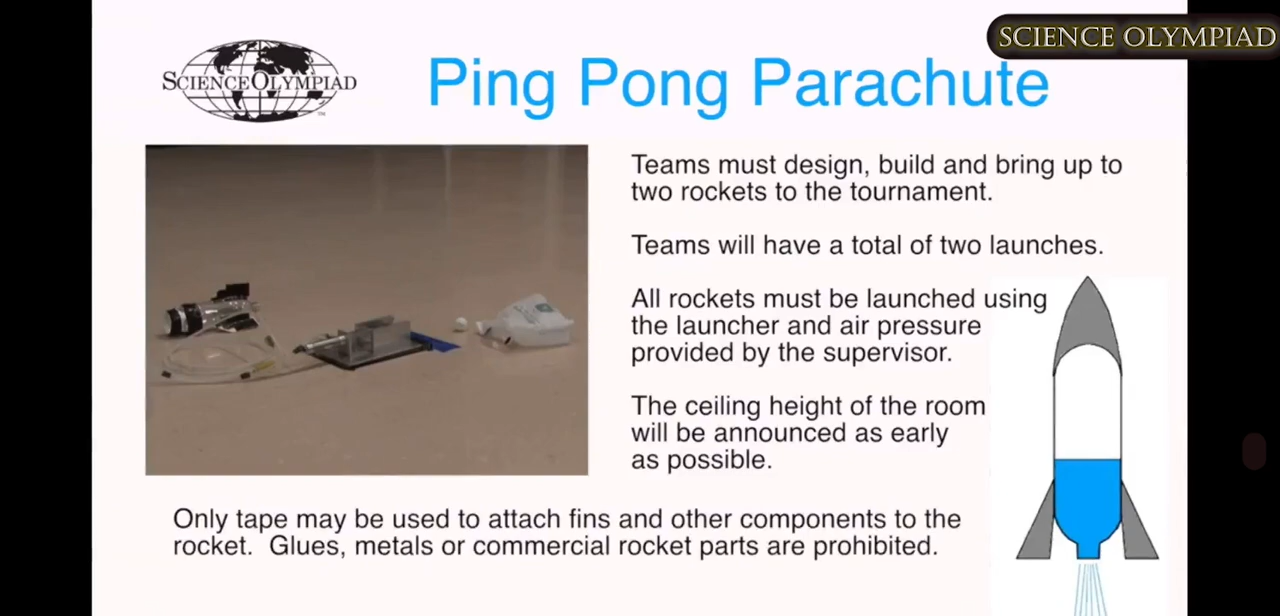 SCIENCE OLYMPIAD
SCIENCE OLYMPIAD
TM
Ping Pong Parachute
Teams must design, build and bring up to
two rockets to the tournament.
Teams will have a total of two launches.
All rockets must be launched using
the launcher and air pressure
provided by the supervisor.
The ceiling height of the room
will be announced as early
as possible.
Only tape may be used to attach fins and other components to the
rocket. Glues, metals or commercial rocket parts are prohibited.